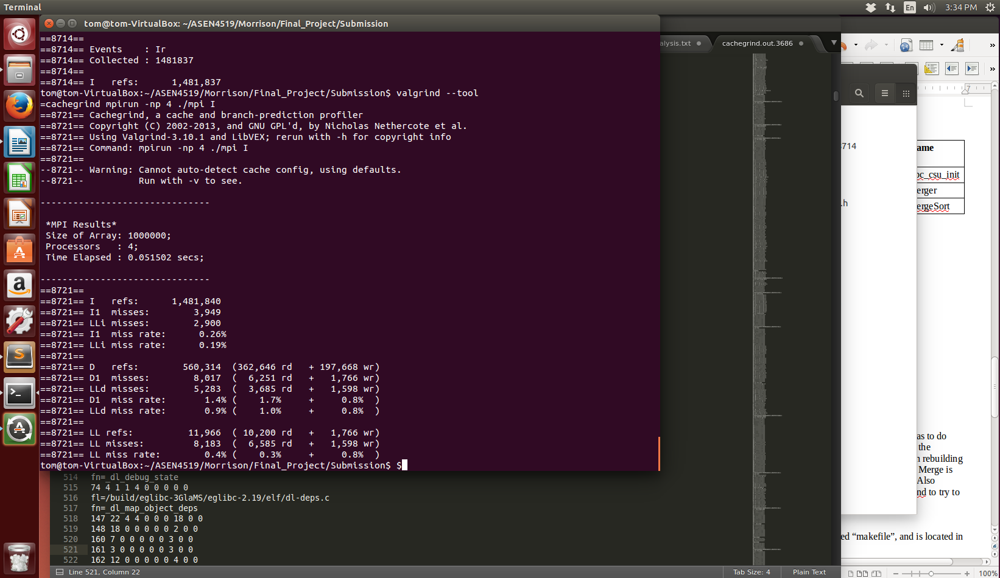 Terminal
En
3:34 PM
tom@tom-VirtualBox: ~/ASEN4519/Morrison/Final_Project/Submission
==8714==
==8714== Events    : Ir
==8714== Collected : 1481837
==8714==
==8714== I   refs:      1,481,837
tom@tom-VirtualBox:~/ASEN4519/Morrison/Final_Project/Submission$ valgrind --tool
=cachegrind mpirun -np 4 ./mpi I
==8721== Cachegrind, a cache and branch-prediction profiler
==8721== Copyright (C) 2002-2013, and GNU GPL'd, by Nicholas Nethercote et al.
==8721== Using Valgrind-3.10.1 and LibVEX; rerun with -h for copyright info
==8721== Command: mpirun -np 4 ./mpi I
==8721==
--8721-- Warning: Cannot auto-detect cache config, using defaults.
--8721--          Run with -v to see.
-------------------------------
*MPI Results*
Size of Array: 1000000;
Processors   : 4;
Time Elapsed : 0.051502 secs;
-------------------------------
==8721==
==8721== I   refs:      1,481,840
==8721== I1  misses:        3,949
==8721== LLi misses:        2,900
==8721== I1  miss rate:      0.26%
==8721== LLi miss rate:      0.19%
==8721==
==8721== D   refs:        560,314  (362,646 rd   + 197,668 wr)
==8721== D1  misses:        8,017  (  6,251 rd   +   1,766 wr)
==8721== LLd misses:        5,283  (  3,685 rd   +   1,598 wr)
==8721== D1  miss rate:       1.4% (    1.7%     +     0.8%  )
==8721== LLd miss rate:       0.9% (    1.0%     +     0.8%  )
==8721==
==8721== LL refs:          11,966  ( 10,200 rd   +   1,766 wr)
==8721== LL misses:         8,183  (  6,585 rd   +   1,598 wr)
==8721== LL miss rate:        0.4% (    0.3%     +     0.8%  )
tom@tom-VirtualBox:~/ASEN4519/Morrison/Final_Project/Submission$ $
alysis.txt
cachegrind.out.3686
514 fn=_dl_debug_state
515 74 4 1 1 4 0 0 0 0 0
516 fl=/build/eglibc-3GlaMS/eglibc-2.19/elf/dl-deps.c
517 fn=_dl_map_object_deps
518 147 22 4 4 0 0 0 18 0 0
519 148 18 0 0 0 0 0 2 0 0
520 160 7 0 0 0 0 0 3 0 0
521 161 3 0 0 0 0 0 3 0 0
522 162 12 0 0 0 0 0 4 0 0
Line 521, Column 22
Tab Size: 4
Plain Text
7
714
.h
ame
oc_csu_init
erger
ergeSort
as to do
the
rebuilding
Merge is
Also
nd to try to
ed “makefile”, and is located in
100%